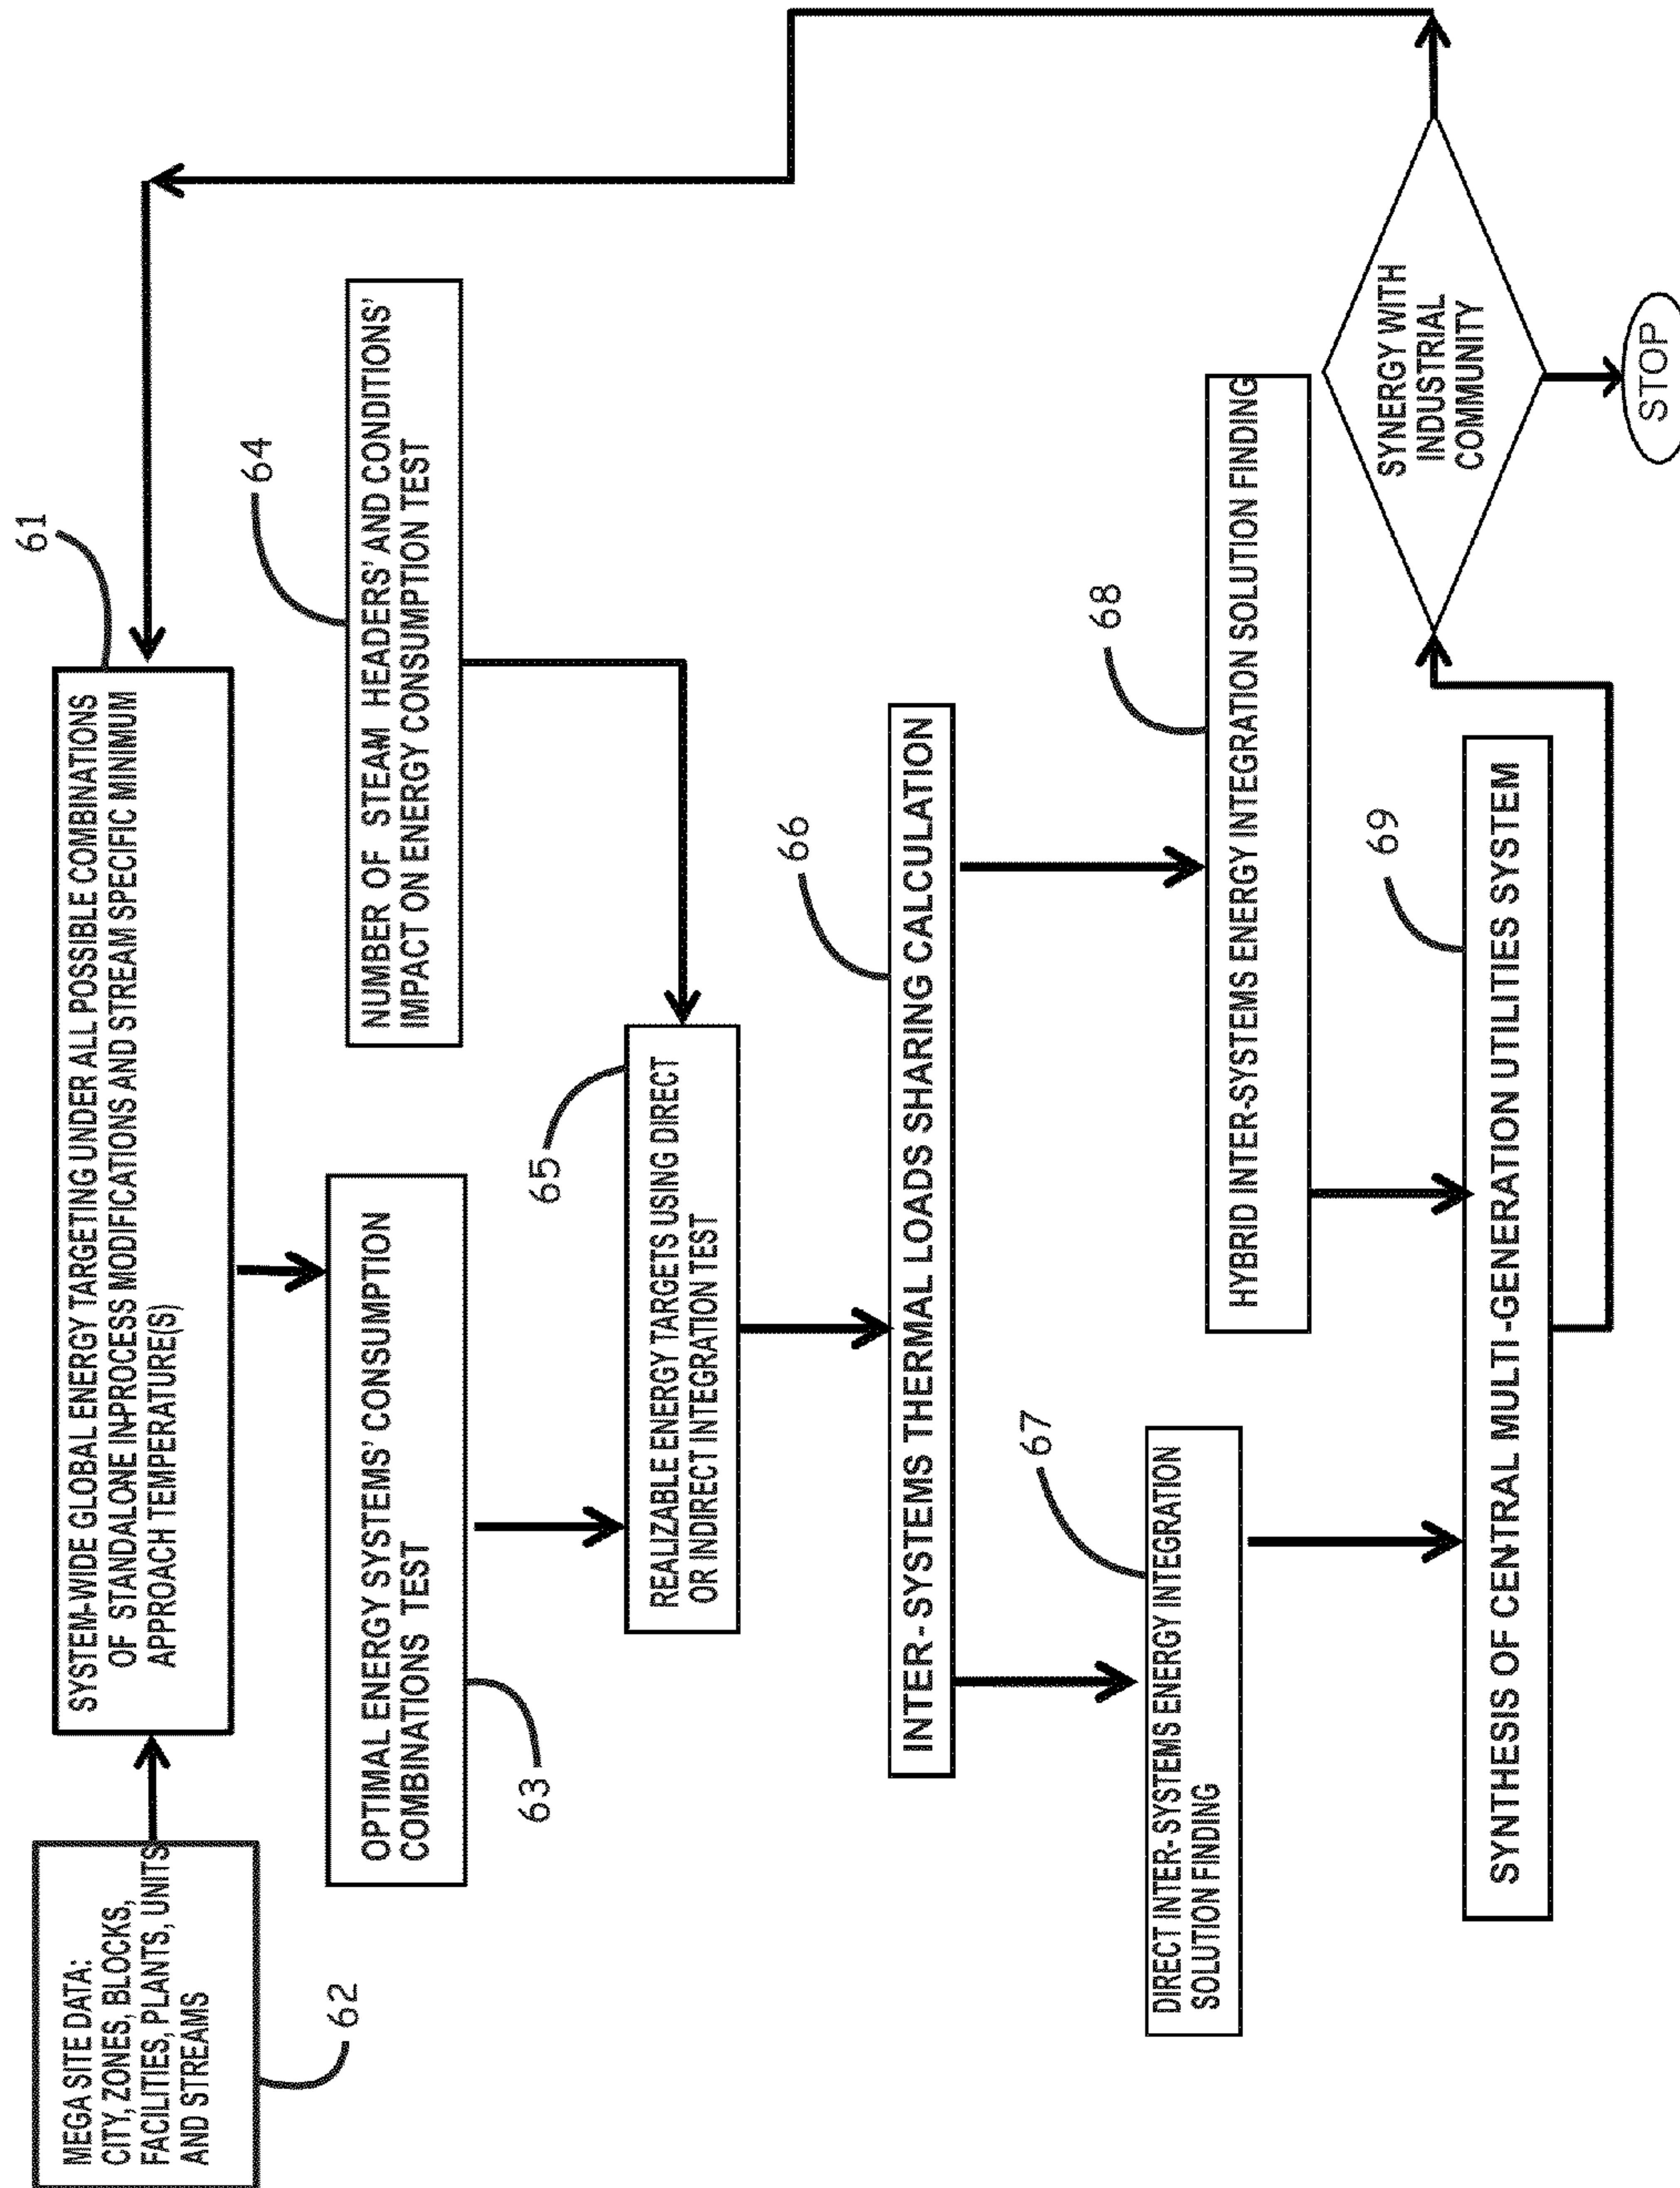 MEGA SITE DATA:
CITY, ZONES, BLOCKS,
FACILITIES, PLANTS, UNITS
AND STREAMS
62
SYSTEM-WIDE GLOBAL ENERGY TARGETING UNDER ALL POSSIBLE COMBINATIONS
OF STANDALONE IN-PROCESS MODIFICATIONS AND STREAM SPECIFIC MINIMUM
APPROACH TEMPERATURE(S)
61
OPTIMAL ENERGY SYSTEMS' CONSUMPTION
COMBINATIONS TEST
63
NUMBER OF STEAM HEADERS' AND CONDITIONS'
IMPACT ON ENERGY CONSUMPTION TEST
64
REALIZABLE ENERGY TARGETS USING DIRECT
OR INDIRECT INTEGRATION TEST
65
INTER-SYSTEMS THERMAL LOADS SHARING CALCULATION
66
DIRECT INTER-SYSTEMS ENERGY INTEGRATION
SOLUTION FINDING
67
HYBRID INTER-SYSTEMS ENERGY INTEGRATION SOLUTION FINDING
68
SYNTHESIS OF CENTRAL MULTI-GENERATION UTILITIES SYSTEM
69
SYNERGY WITH
INDUSTRIAL
COMMUNITY
STOP